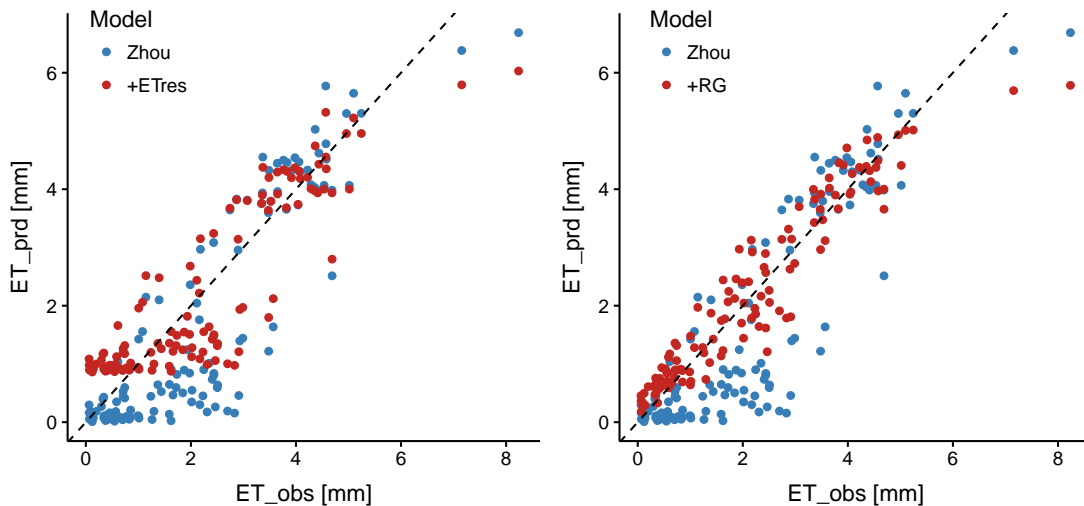 Model
Zhou
+ETres
6
4
2
0
ET_prd [mm]
0 2 4 6 8
ET_obs [mm]
Model
Zhou
+RG
6
4
2
0
ET_prd [mm]
0 2 4 6 8
ET_obs [mm]